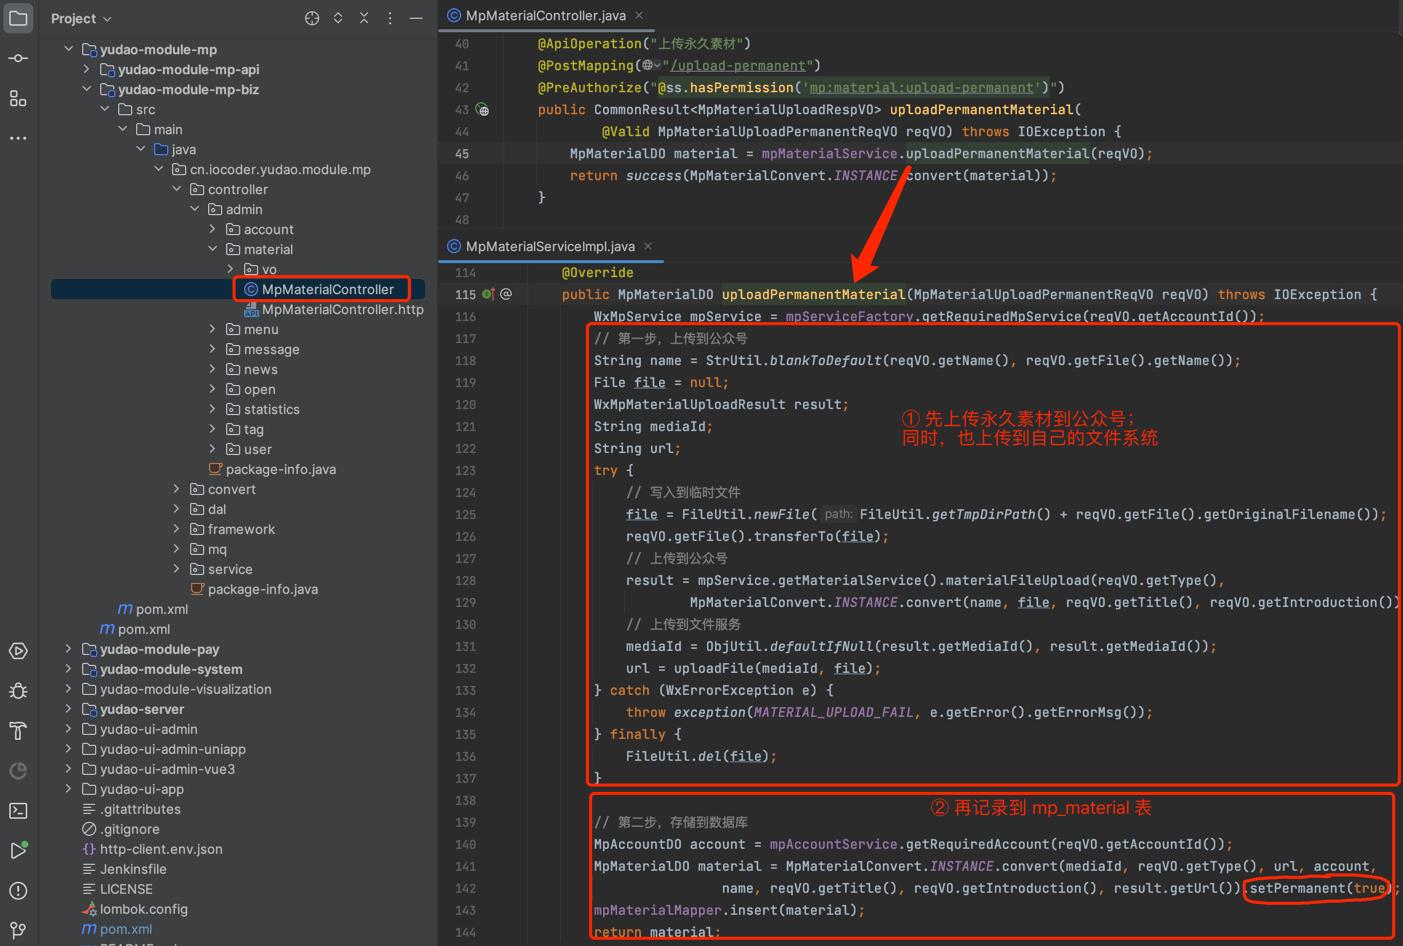 Project
yudao-module-mp
yudao-module-mp-api
yudao-module-mp-biz
src
main
java
cn.iocoder.yudao.module.mp
controller
admin
account
material
vo
MpMaterialController
MpMaterialController.http
menu
message
news
open
statistics
tag
user
package-info.java
convert
dal
framework
mq
service
package-info.java
pom.xml
pom.xml
yudao-module-pay
yudao-module-system
yudao-module-visualization
yudao-server
yudao-ui-admin
yudao-ui-admin-uniapp
yudao-ui-admin-vue3
yudao-ui-app
.gitattributes
.gitignore
http-client.env.json
Jenkinsfile
LICENSE
lombok.config
pom.xml
MpMaterialController.java
40 @ApiOperation("上传永久素材")
41 @PostMapping("/upload-permanent")
42 @PreAuthorize("@ss.hasPermission('mp:material:upload-permanent')")
43 public CommonResult<MpMaterialUploadRespVO> uploadPermanentMaterial(
44 @Valid MpMaterialUploadPermanentReqVO reqVO) throws IOException {
45 MpMaterialDO material = mpMaterialService.uploadPermanentMaterial(reqVO);
46 return success(MpMaterialConvert.INSTANCE.convert(material));
47 }
48
MpMaterialServiceImpl.java
114 @Override
115 @ public MpMaterialDO uploadPermanentMaterial(MpMaterialUploadPermanentReqVO reqVO) throws IOException {
116 WxMpService mpService = mpServiceFactory.getRequiredMpService(reqVO.getAccountId());
117 // 第一步，上传到公众号
118 String name = StrUtil.blankToDefault(reqVO.getName(), reqVO.getFile().getName());
119 File file = null;
120 WxMpMaterialUploadResult result;
121 String mediaId;
122 String url;
① 先上传永久素材到公众号；
同时，也上传到自己的文件系统
123 try {
124 // 写入到临时文件
125 file = FileUtil.newFile( path: FileUtil.getTmpDirPath() + reqVO.getFile().getOriginalFilename());
126 reqVO.getFile().transferTo(file);
127 // 上传到公众号
128 result = mpService.getMaterialService().materialFileUpload(reqVO.getType(),
129 MpMaterialConvert.INSTANCE.convert(name, file, reqVO.getTitle(), reqVO.getIntroduction())
130 // 上传到文件服务
131 mediaId = ObjUtil.defaultIfNull(result.getMediaId(), result.getMediaId());
132 url = uploadFile(mediaId, file);
133 } catch (WxErrorException e) {
134 throw exception(MATERIAL_UPLOAD_FAIL, e.getError().getErrorMsg());
135 } finally {
136 FileUtil.del(file);
137 }
138
② 再记录到 mp_material 表
139 // 第二步，存储到数据库
140 MpAccountDO account = mpAccountService.getRequiredAccount(reqVO.getAccountId());
141 MpMaterialDO material = MpMaterialConvert.INSTANCE.convert(mediaId, reqVO.getType(), url, account,
142 name, reqVO.getTitle(), reqVO.getIntroduction(), result.getUrl()).setPermanent(true);
143 mpMaterialMapper.insert(material);
144 return material;